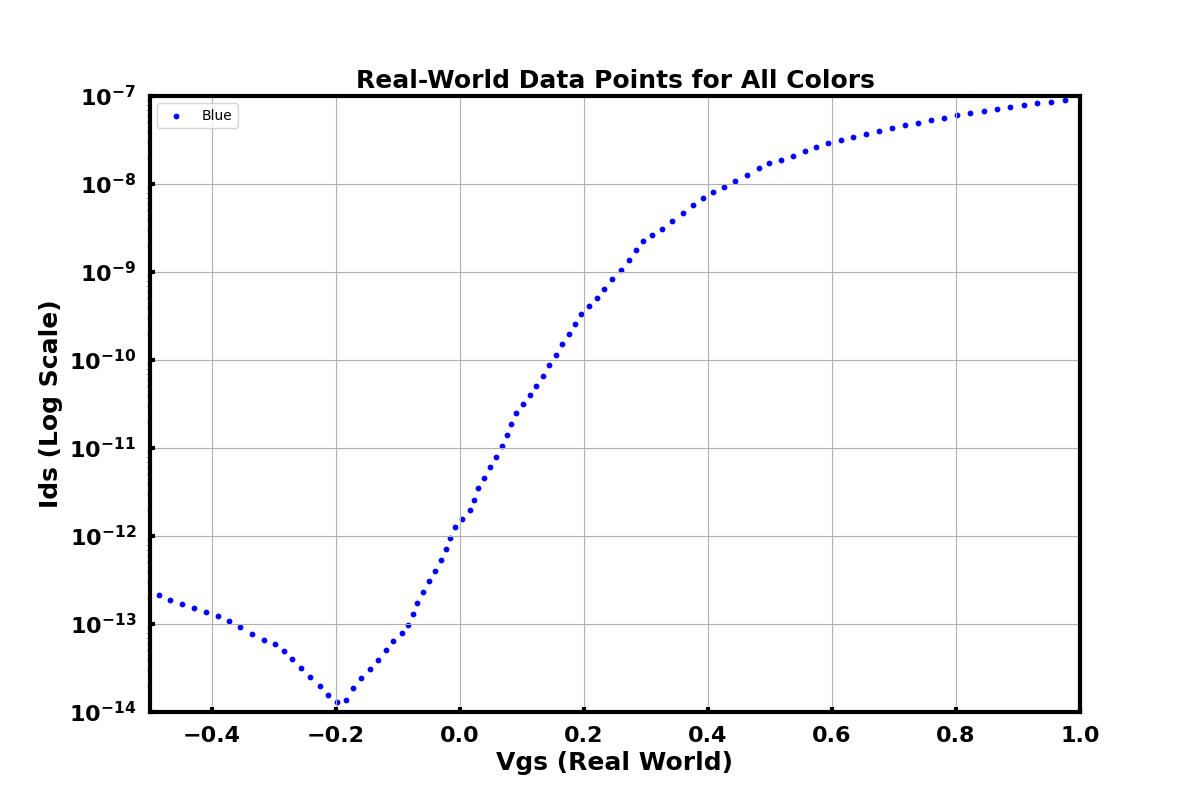 Real-World Data Points for All Colors
Blue
10⁻⁷
10⁻⁸
10⁻⁹
10⁻¹⁰
10⁻¹¹
10⁻¹²
10⁻¹³
10⁻¹⁴
Ids (Log Scale)
−0.4 −0.2 0.0 0.2 0.4 0.6 0.8 1.0
Vgs (Real World)